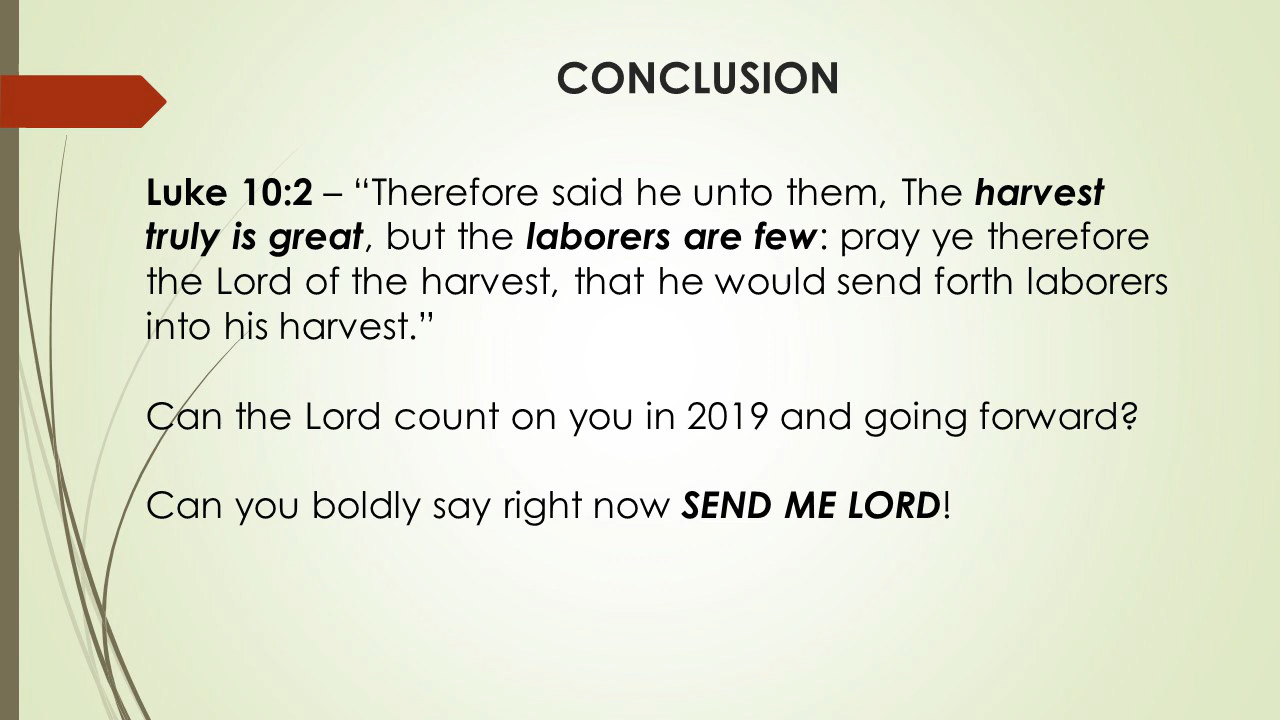 CONCLUSION
Luke 10:2 – “Therefore said he unto them, The harvest
truly is great, but the laborers are few: pray ye therefore
the Lord of the harvest, that he would send forth laborers
into his harvest.”
Can the Lord count on you in 2019 and going forward?
Can you boldly say right now SEND ME LORD!